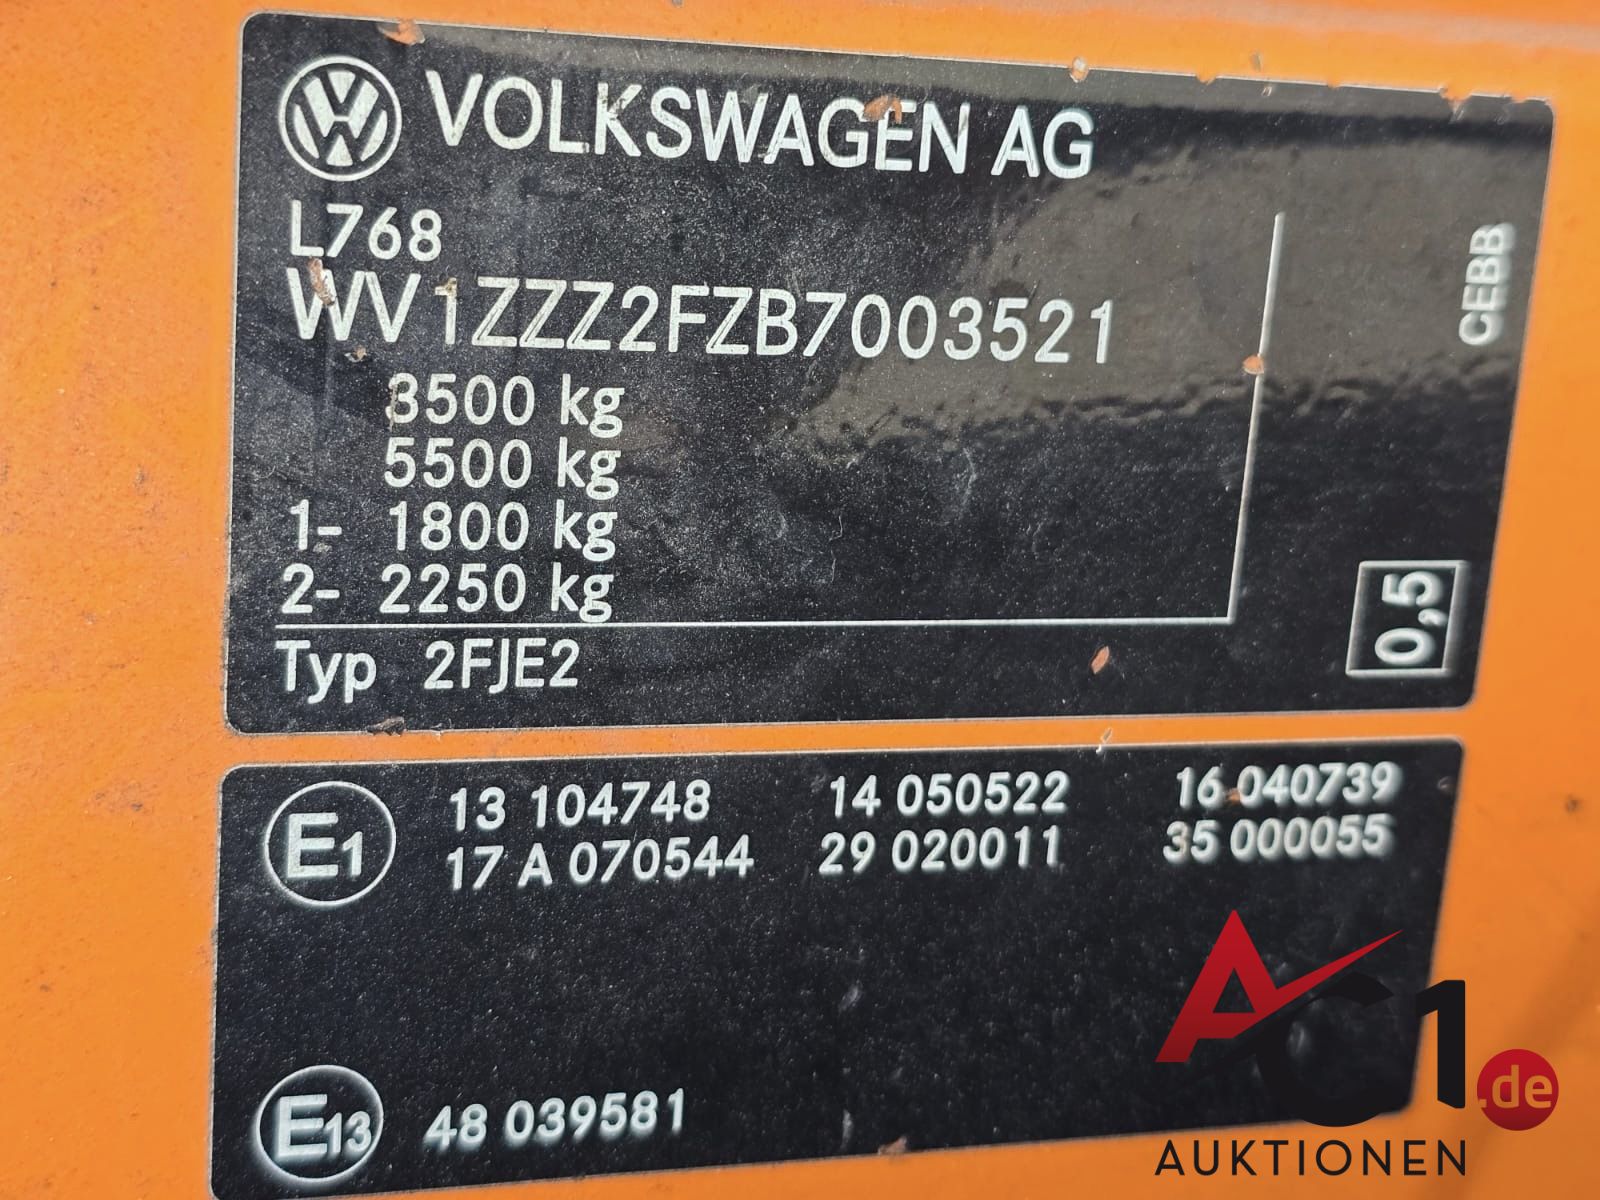 VOLKSWAGEN AG
L768
WV1ZZZ2FZB7003521
3500 kg
5500 kg
1- 1800 kg
2- 2250 kg
Typ 2FJE2
CEBB
0,5
E1 13 104748 14 050522 16 040739
17 A 070544 29 020011 35 000055
E13 48 039581
AC1.de
AUKTIONEN